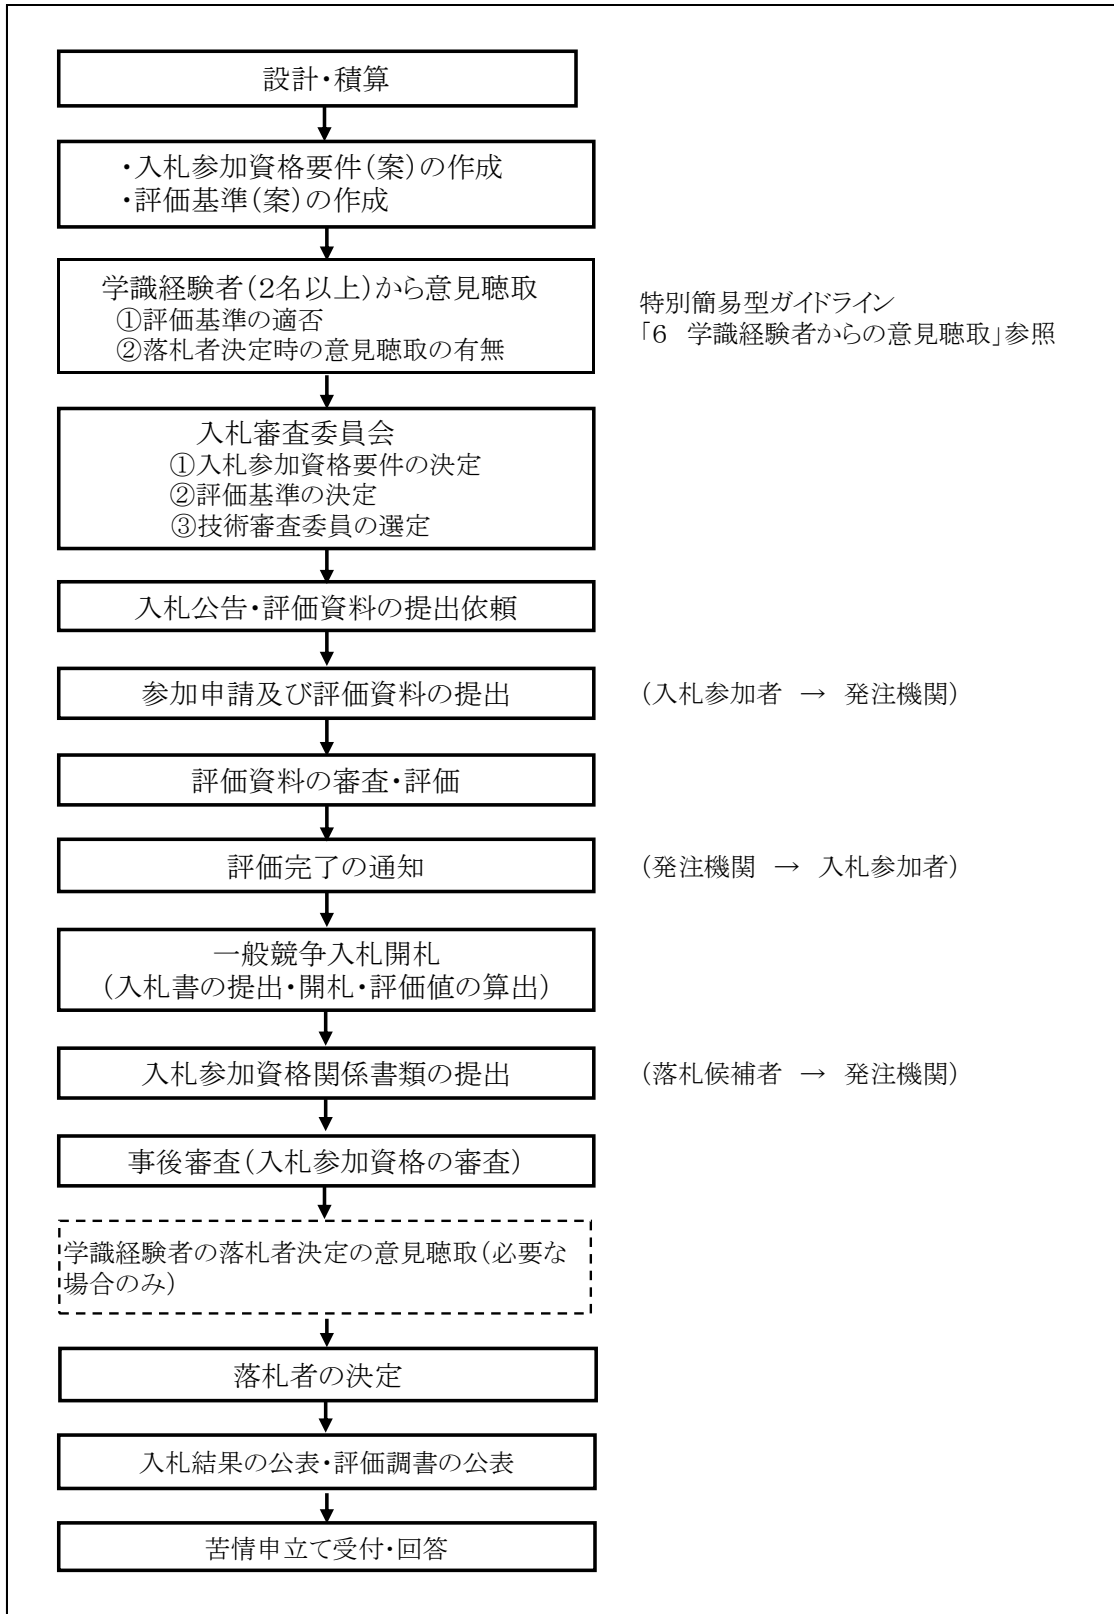 設計・積算
・入札参加資格要件(案)の作成
・評価基準(案)の作成
学識経験者(2名以上)から意見聴取
①評価基準の適否
②落札者決定時の意見聴取の有無
特別簡易型ガイドライン
「6　学識経験者からの意見聴取」参照
入札審査委員会
①入札参加資格要件の決定
②評価基準の決定
③技術審査委員の選定
入札公告・評価資料の提出依頼
参加申請及び評価資料の提出
(入札参加者 → 発注機関)
評価資料の審査・評価
評価完了の通知
(発注機関 → 入札参加者)
一般競争入札開札
(入札書の提出・開札・評価値の算出)
入札参加資格関係書類の提出
(落札候補者 → 発注機関)
事後審査(入札参加資格の審査)
学識経験者の落札者決定の意見聴取(必要な
場合のみ)
落札者の決定
入札結果の公表・評価調書の公表
苦情申立て受付・回答